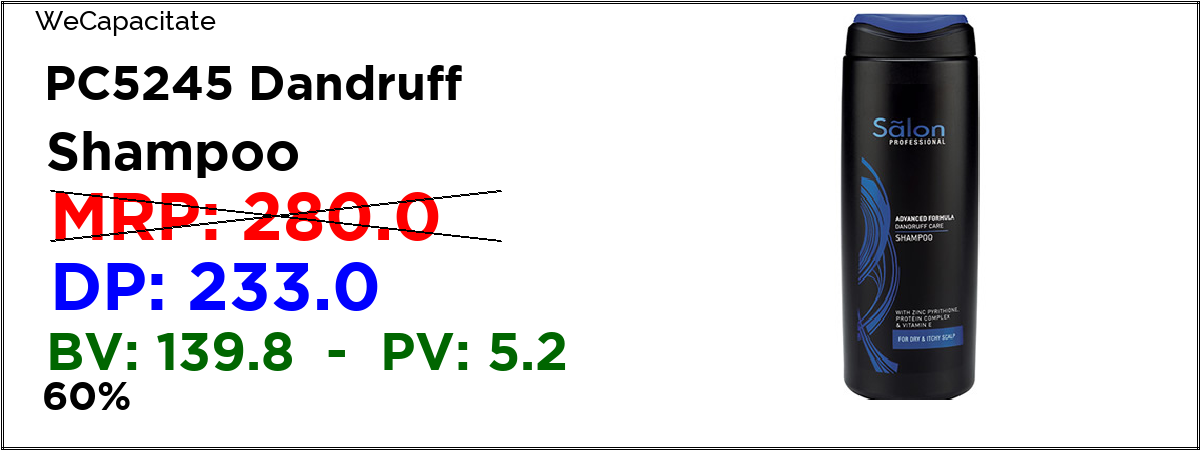 WeCapacitate
PC5245 Dandruff
Shampoo
MRP: 280.0
DP: 233.0
BV: 139.8 - PV: 5.2
60%
Sãlon
PROFESSIONAL
ADVANCED FORMULA
DANDRUFF CARE
SHAMPOO
WITH ZINC PYRITHIONE,
PROTEIN COMPLEX
& VITAMIN E
FOR DRY & ITCHY SCALP